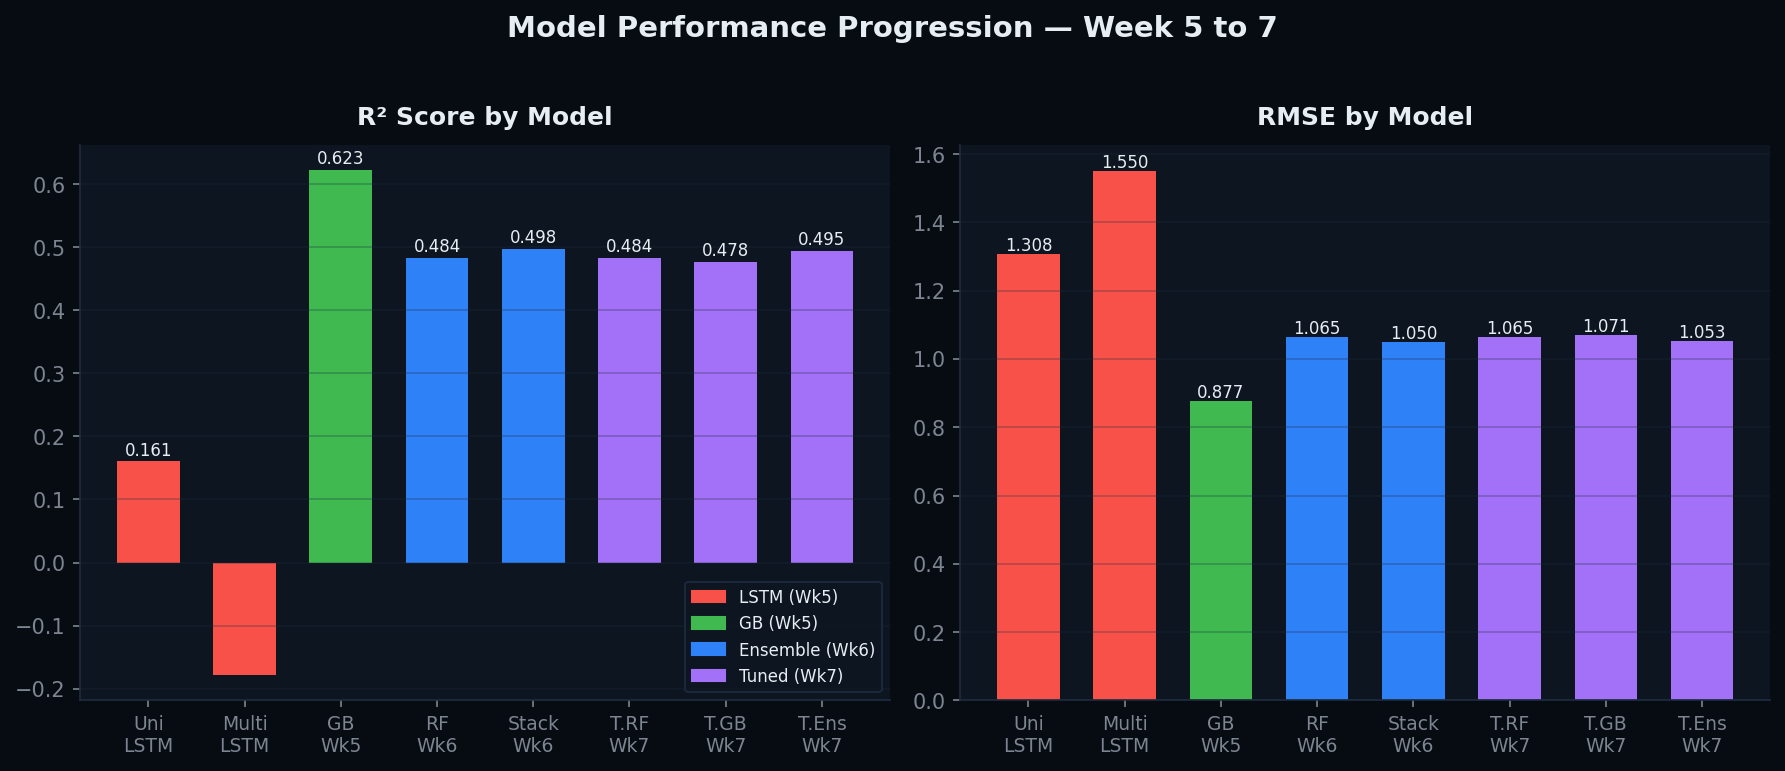 Model Performance Progression — Week 5 to 7
R² Score by Model
0.6
0.5
0.4
0.3
0.2
0.1
0.0
−0.1
−0.2
0.161
0.623
0.484
0.498
0.484
0.478
0.495
LSTM (Wk5)
GB (Wk5)
Ensemble (Wk6)
Tuned (Wk7)
Uni
LSTM
Multi
LSTM
GB
Wk5
RF
Wk6
Stack
Wk6
T.RF
Wk7
T.GB
Wk7
T.Ens
Wk7
RMSE by Model
1.6
1.4
1.2
1.0
0.8
0.6
0.4
0.2
0.0
1.308
1.550
0.877
1.065
1.050
1.065
1.071
1.053
Uni
LSTM
Multi
LSTM
GB
Wk5
RF
Wk6
Stack
Wk6
T.RF
Wk7
T.GB
Wk7
T.Ens
Wk7